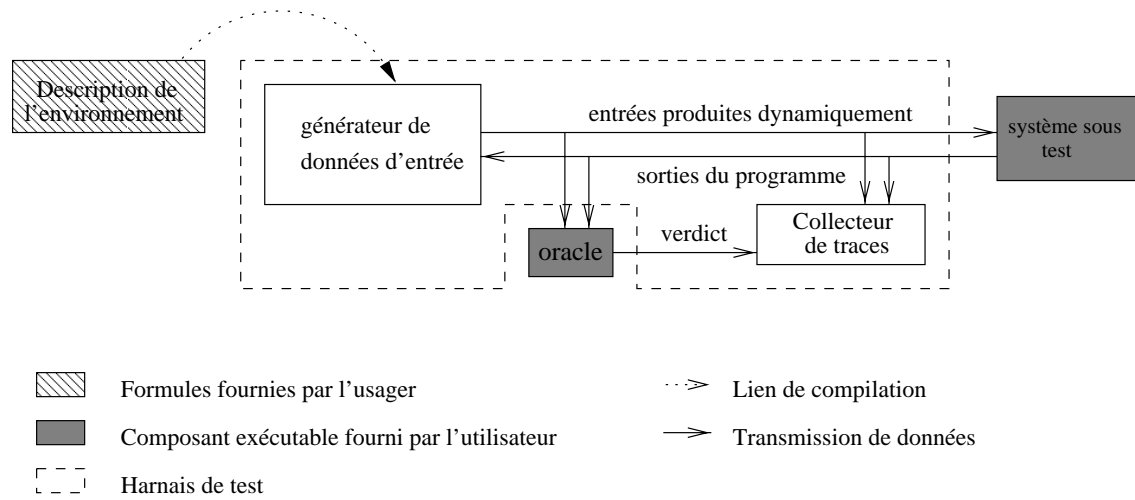 Description de
l'environnement
générateur de
données d'entrée
entrées produites dynamiquement
sorties du programme
système sous
test
oracle
verdict
Collecteur
de traces
Formules fournies par l'usager
Lien de compilation
Composant exécutable fourni par l'utilisateur
Transmission de données
Harnais de test